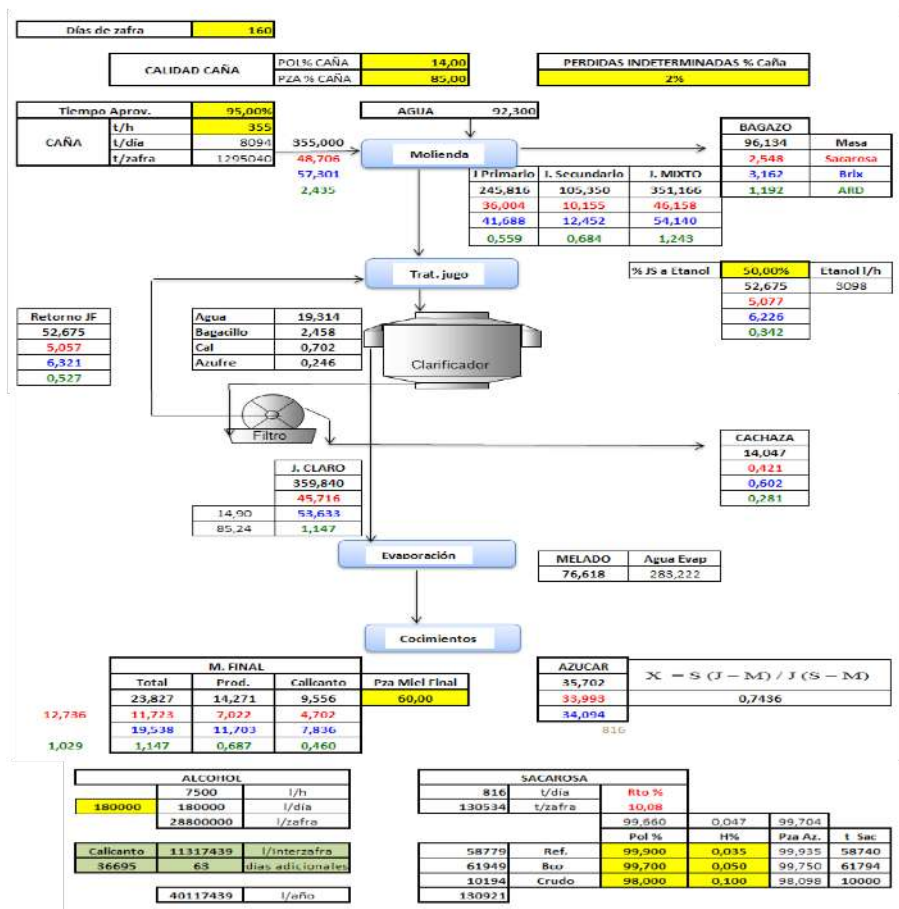 Días de zafra 160
CALIDAD CAÑA
POL% CAÑA 14,00
PZA % CAÑA 85,00
PERDIDAS INDETERMINADAS % Caña
2%
Tiempo Aprov. 95,00%
CAÑA
t/h 355
t/día 8094
t/zafra 1295040
355,000
48,706
57,301
2,435
AGUA 92,300
Molienda
BAGAZO
96,134 Masa
2,548 Sacarosa
3,162 Brix
1,192 ARD
J Primario J. Secundario J. MIXTO
245,816 105,350 351,166
36,004 10,155 46,158
41,688 12,452 54,140
0,559 0,684 1,243
Trat. jugo
% JS a Etanol 50,00% Etanol l/h
52,675 3098
5,077
6,226
0,342
Retorno JF
52,675
5,057
6,321
0,527
Agua 19,314
Bagacillo 2,458
Cal 0,702
Azufre 0,246
Clarificador
Filtro
CACHAZA
14,047
0,421
0,602
0,281
J. CLARO
359,840
45,716
14,90 53,633
85,24 1,147
Evaporación
MELADO Agua Evap
76,618 283,222
Cocimientos
M. FINAL
Total Prod. Calicanto Pza Miel Final
23,827 14,271 9,556 60,00
12,736 11,723 7,022 4,702
19,538 11,703 7,836
1,029 1,147 0,687 0,460
AZUCAR
35,702
33,993
34,094
816
X = S (J – M) / J (S – M)
0,7436
ALCOHOL
7500 l/h
180000 180000 l/día
28800000 l/zafra
Calicanto 11317439 l/Interzafra
36695 63 dias adicionales
40117439 l/año
SACAROSA
816 t/día Rto %
130534 t/zafra 10,08
99,660 0,047 99,704
Pol % H% Pza Az. t Sac
58779 Ref. 99,900 0,035 99,935 58740
61949 Bco 99,700 0,050 99,750 61794
10194 Crudo 98,000 0,100 98,098 10000
130921